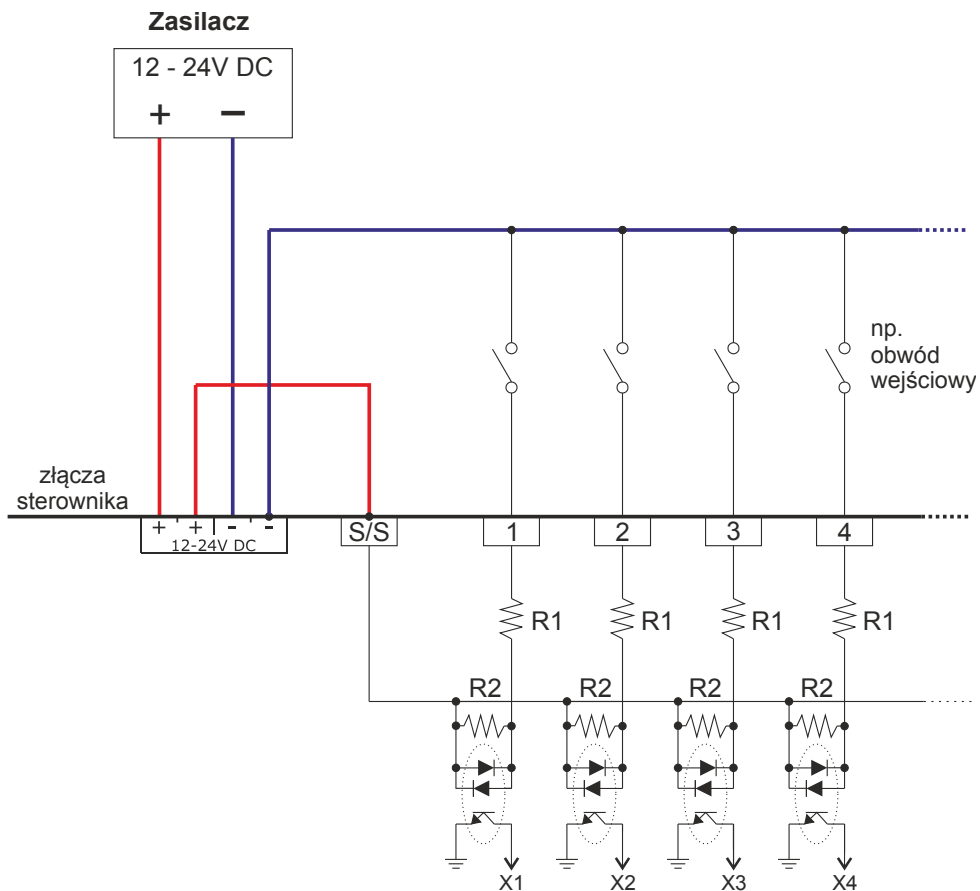 Zasilacz
12 - 24V DC
+ −
np.
obwód
wejściowy
złącza
sterownika
+ + - -
12-24V DC
S/S 1 2 3 4
R1 R1 R1 R1
R2 R2 R2 R2
X1 X2 X3 X4